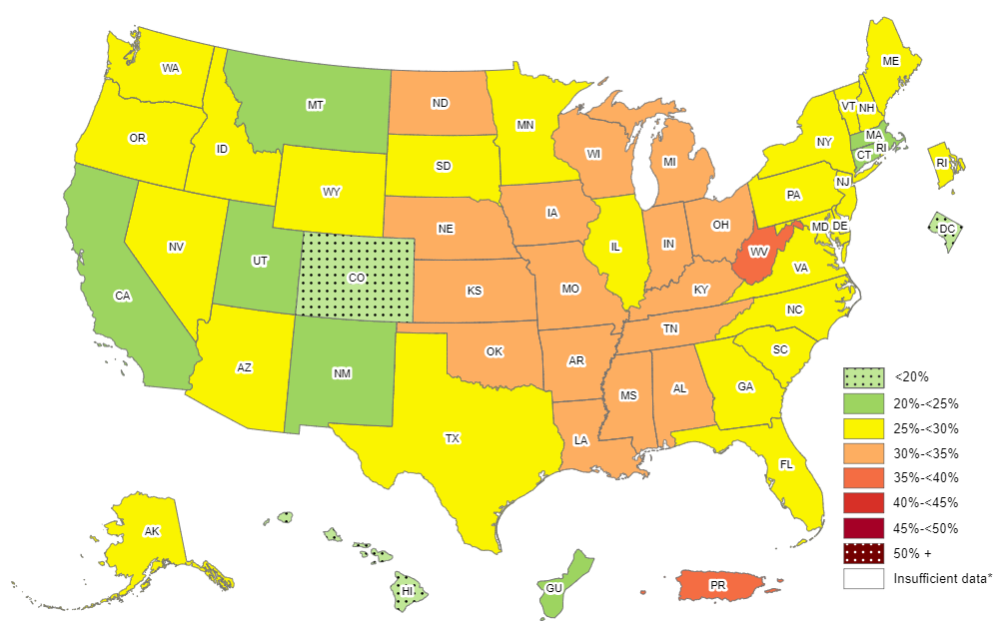 ME
WA
VT
NH
MT
ND
MN
OR
MA
NY
RI
ID
WI
CT
MI
RI
SD
WY
NJ
PA
IA
OH
MD
DE
NE
DC
NV
IL
IN
WV
UT
VA
CO
KS
MO
KY
CA
NC
TN
OK
SC
AR
AZ
NM
GA
AL
MS
TX
LA
FL
AK
HI
GU
PR
<20%
20%-<25%
25%-<30%
30%-<35%
35%-<40%
40%-<45%
45%-<50%
50% +
Insufficient data*